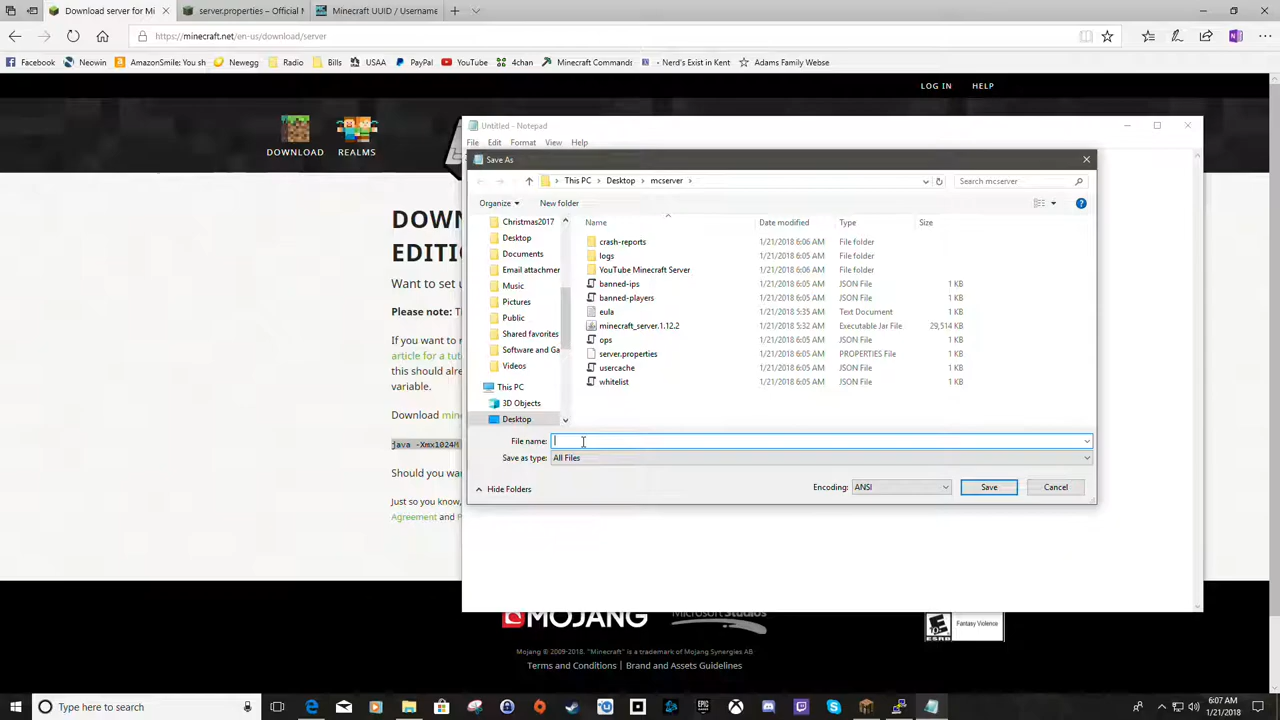 Download server for Mi
server.properties – Official M
Minecraft UUID / Username
https://minecraft.net/en-us/download/server
Facebook
Neowin
AmazonSmile: You sh
Newegg
Radio
Bills
USAA
PayPal
YouTube
4chan
Minecraft Commands
- Nerd's Exist in Kent
Adams Family Webse
LOG IN
HELP
DOWNLOAD
REALMS
Untitled - Notepad
File Edit Format View Help
Save As
This PC > Desktop > mcserver >
Search mcserver
Organize
New folder
Name Date modified Type Size
Christmas2017
Desktop
Documents
Email attachmer
Music
Pictures
Public
Shared favorites
Software and Ga
Videos
This PC
3D Objects
Desktop
crash-reports 1/21/2018 6:06 AM File folder
logs 1/21/2018 6:05 AM File folder
YouTube Minecraft Server 1/21/2018 6:06 AM File folder
banned-ips 1/21/2018 6:05 AM JSON File 1 KB
banned-players 1/21/2018 6:05 AM JSON File 1 KB
eula 1/21/2018 5:35 AM Text Document 1 KB
minecraft_server.1.12.2 1/21/2018 5:32 AM Executable Jar File 29,514 KB
ops 1/21/2018 6:05 AM JSON File 1 KB
server.properties 1/21/2018 6:05 AM PROPERTIES File 1 KB
usercache 1/21/2018 6:05 AM JSON File 1 KB
whitelist 1/21/2018 6:05 AM JSON File 1 KB
File name:
Save as type: All Files
Hide Folders
Encoding: ANSI
Save
Cancel
DOWN
EDITIO
Want to set u
Please note: T
If you want to r
article for a tut
this should alrea
variable.
Download mine
java -Xmx1024M
Should you want
Just so you know,
Agreement and P
MOJANG
Microsoft Studios
Fantasy Violence
ESRB
Mojang © 2009-2018. "Minecraft" is a trademark of Mojang Synergies AB
Terms and Conditions | Brand and Assets Guidelines
Type here to search
6:07 AM
1/21/2018